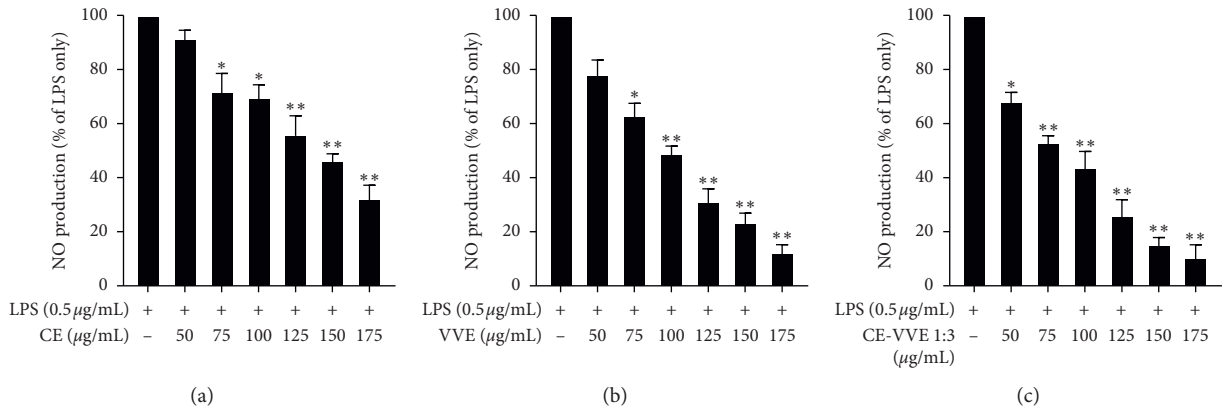 NO production (% of LPS only)
100
80
60
40
20
0
*
*
**
**
**
LPS (0.5 μg/mL) + + + + + + +
CE (μg/mL) – 50 75 100 125 150 175
(a)
NO production (% of LPS only)
100
80
60
40
20
0
*
**
**
**
**
LPS (0.5 μg/mL) + + + + + + +
VVE (μg/mL) – 50 75 100 125 150 175
(b)
NO production (% of LPS only)
100
80
60
40
20
0
*
**
**
**
**
**
LPS (0.5 μg/mL) + + + + + + +
CE-VVE 1:3 – 50 75 100 125 150 175
(μg/mL)
(c)